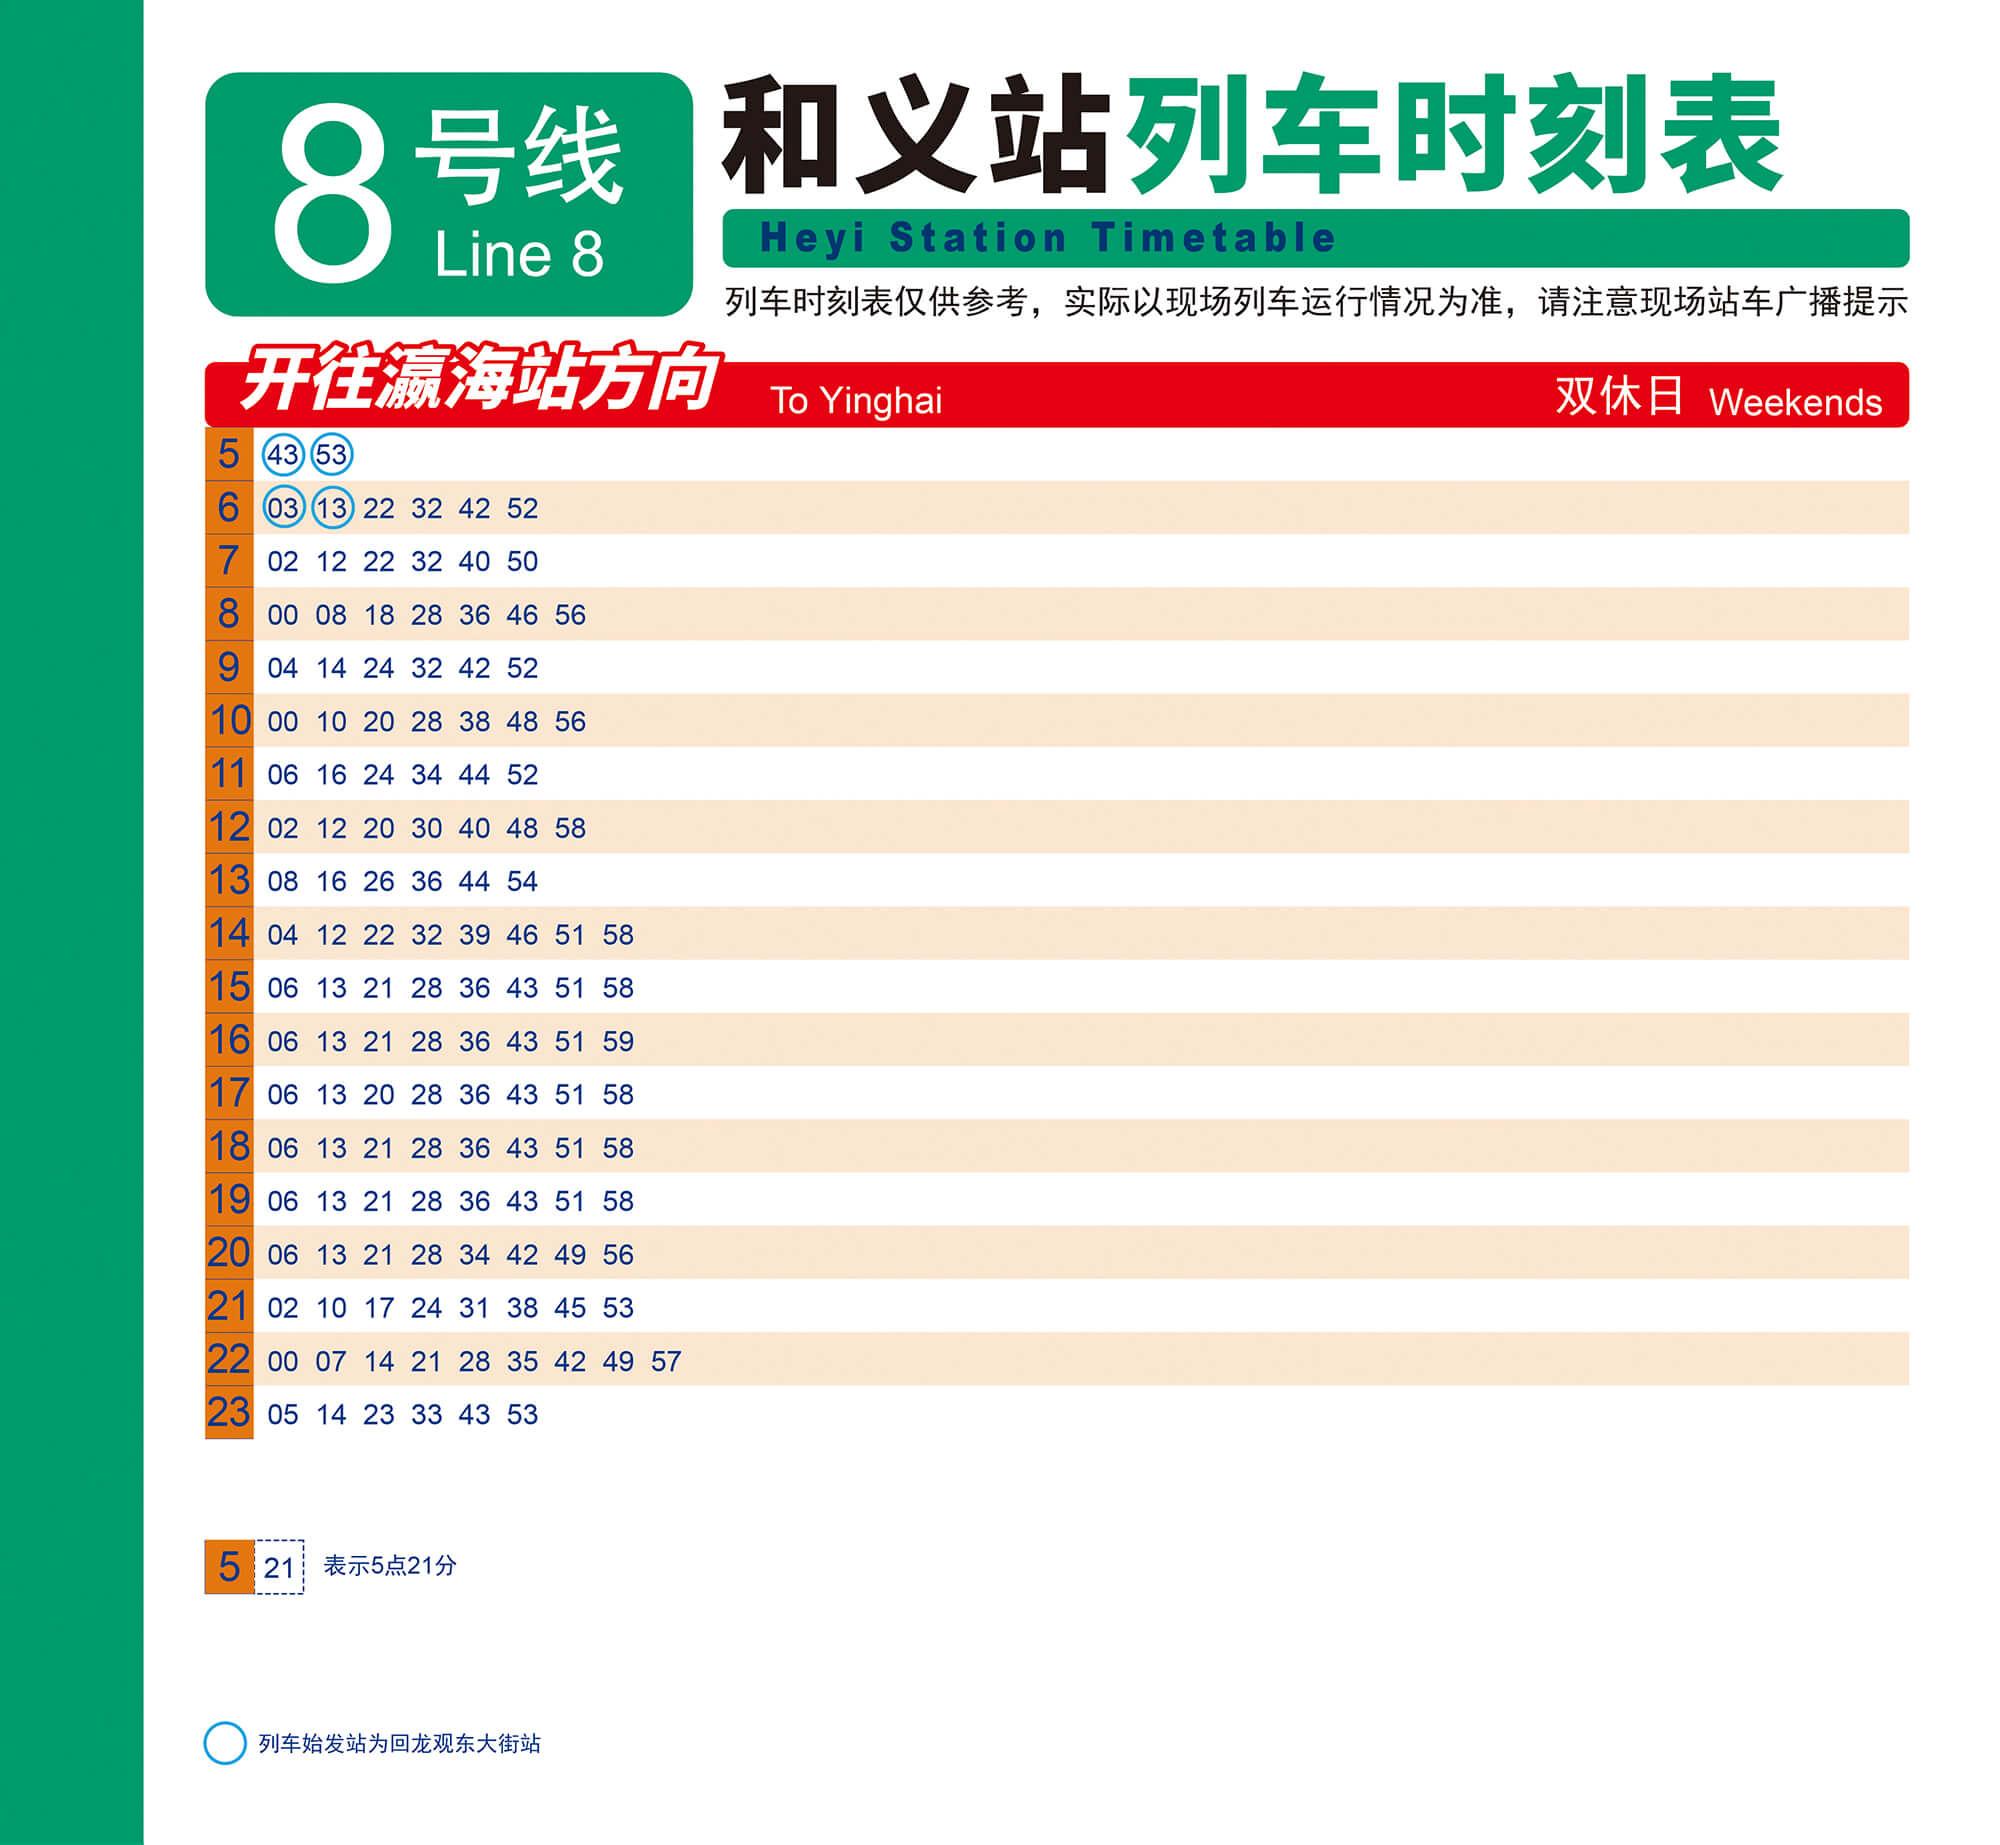 8号线
Line 8
和义站列车时刻表
Heyi Station Timetable
列车时刻表仅供参考，实际以现场列车运行情况为准，请注意现场站车广播提示
开往瀛海站方向 To Yinghai 双休日 Weekends
5 43 53
6 03 13 22 32 42 52
7 02 12 22 32 40 50
8 00 08 18 28 36 46 56
9 04 14 24 32 42 52
10 00 10 20 28 38 48 56
11 06 16 24 34 44 52
12 02 12 20 30 40 48 58
13 08 16 26 36 44 54
14 04 12 22 32 39 46 51 58
15 06 13 21 28 36 43 51 58
16 06 13 21 28 36 43 51 59
17 06 13 20 28 36 43 51 58
18 06 13 21 28 36 43 51 58
19 06 13 21 28 36 43 51 58
20 06 13 21 28 34 42 49 56
21 02 10 17 24 31 38 45 53
22 00 07 14 21 28 35 42 49 57
23 05 14 23 33 43 53
5 21 表示5点21分
列车始发站为回龙观东大街站